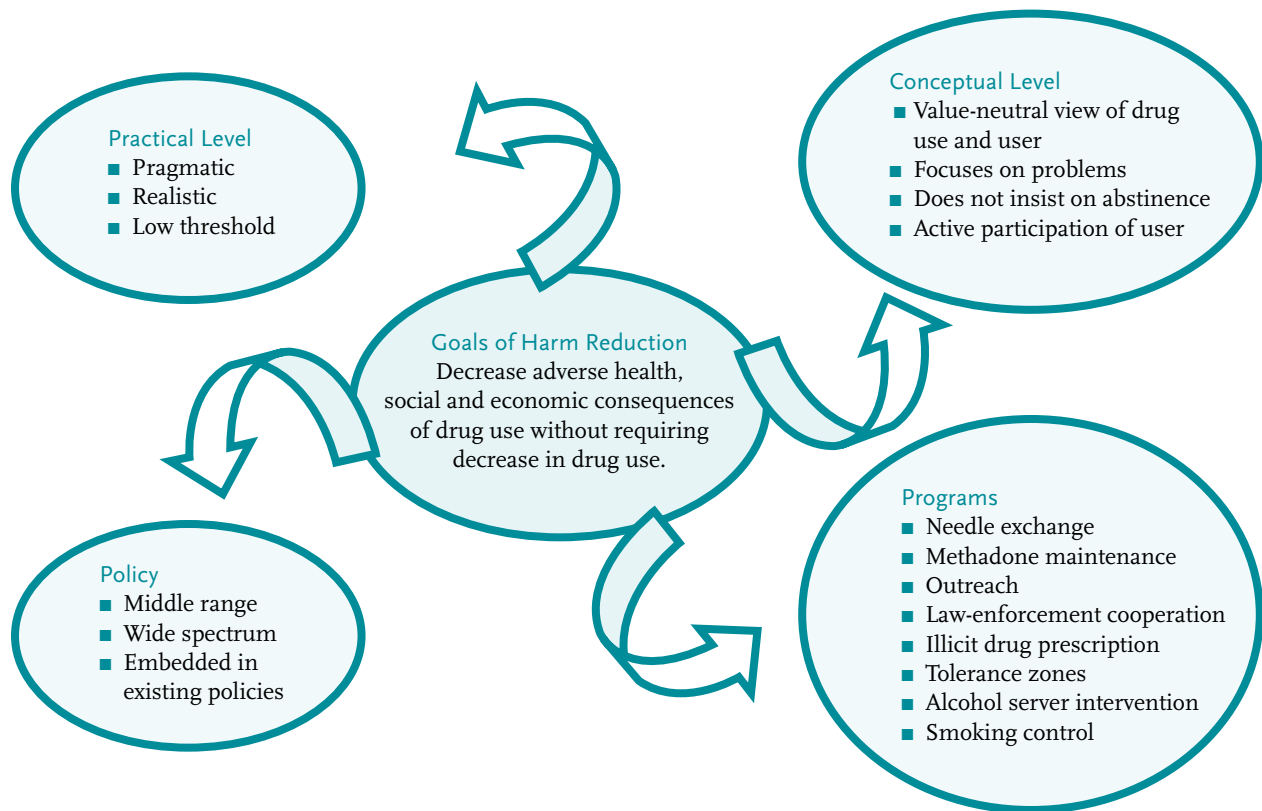 Practical Level
■ Pragmatic
■ Realistic
■ Low threshold
Conceptual Level
■ Value-neutral view of drug
use and user
■ Focuses on problems
■ Does not insist on abstinence
■ Active participation of user
Goals of Harm Reduction
Decrease adverse health,
social and economic consequences
of drug use without requiring
decrease in drug use.
Policy
■ Middle range
■ Wide spectrum
■ Embedded in
existing policies
Programs
■ Needle exchange
■ Methadone maintenance
■ Outreach
■ Law-enforcement cooperation
■ Illicit drug prescription
■ Tolerance zones
■ Alcohol server intervention
■ Smoking control